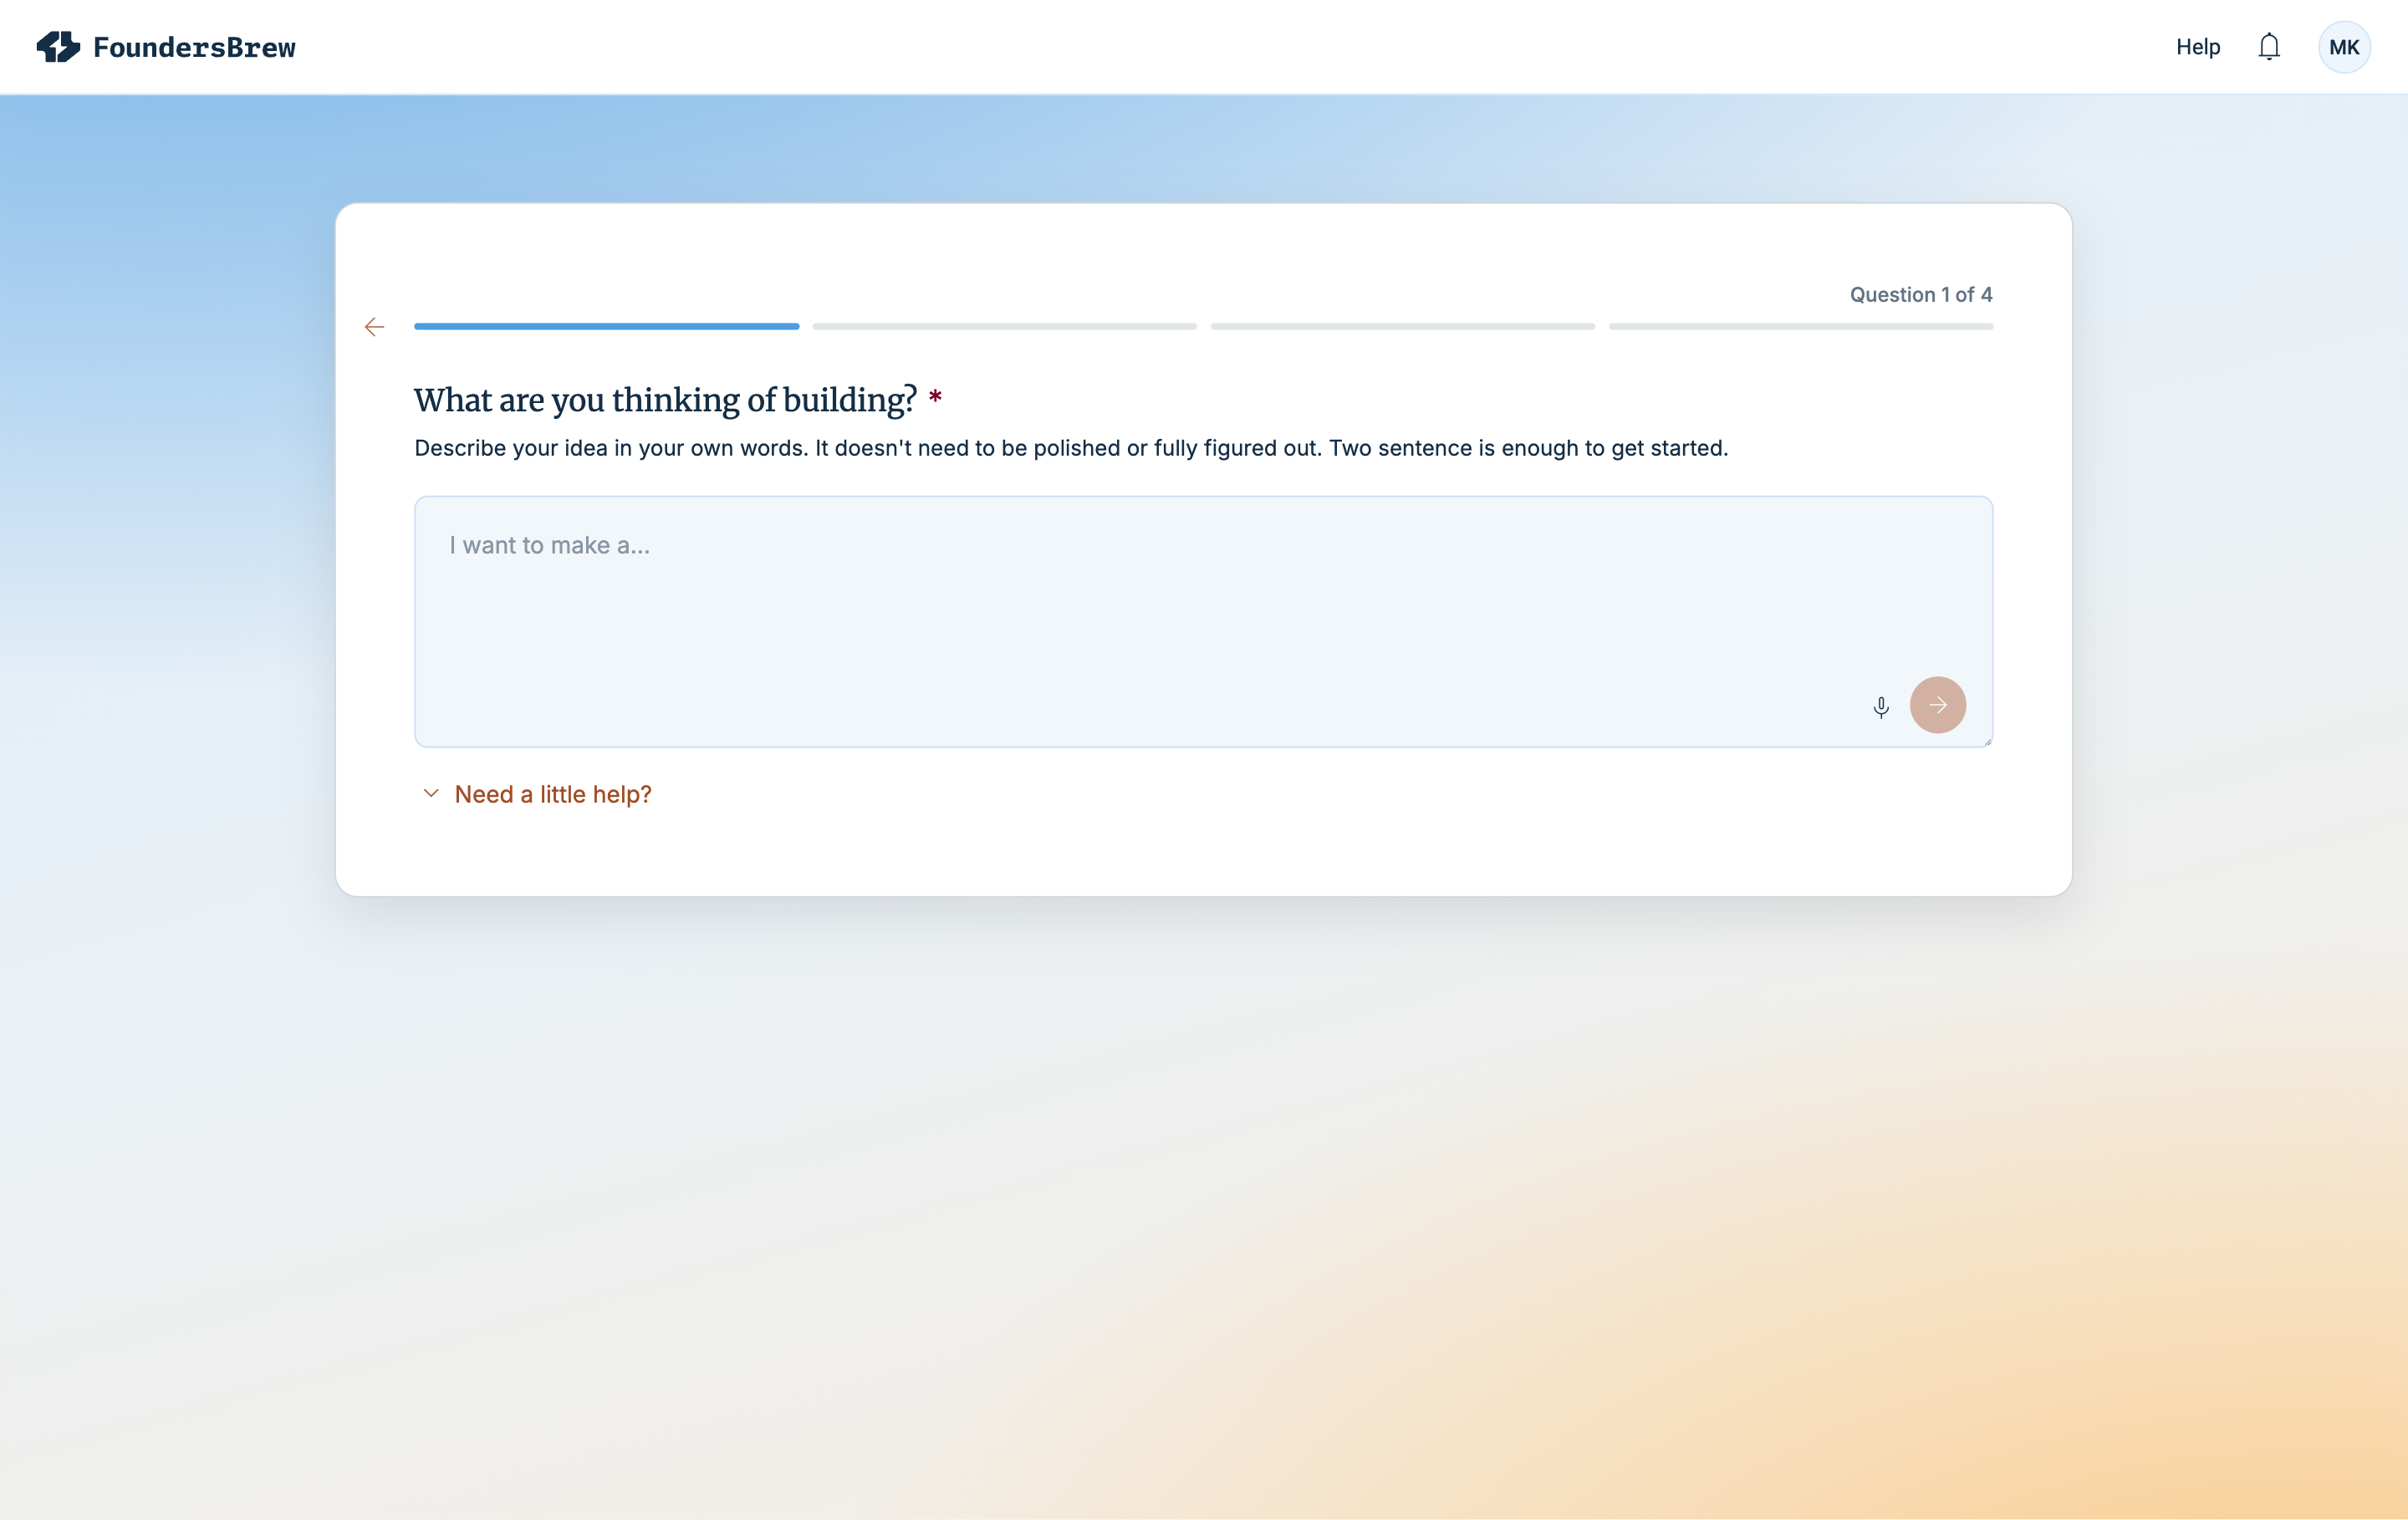 FoundersBrew
Help
MK
Question 1 of 4
What are you thinking of building? *
Describe your idea in your own words. It doesn't need to be polished or fully figured out. Two sentence is enough to get started.
I want to make a...
Need a little help?